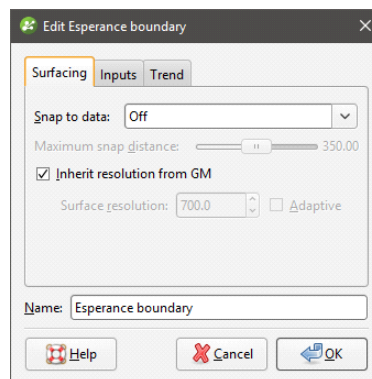 Edit Esperance boundary
Surfacing Inputs Trend
Snap to data: Off
Maximum snap distance: 350.00
Inherit resolution from GM
Surface resolution: 700.0 Adaptive
Name: Esperance boundary
Help Cancel OK